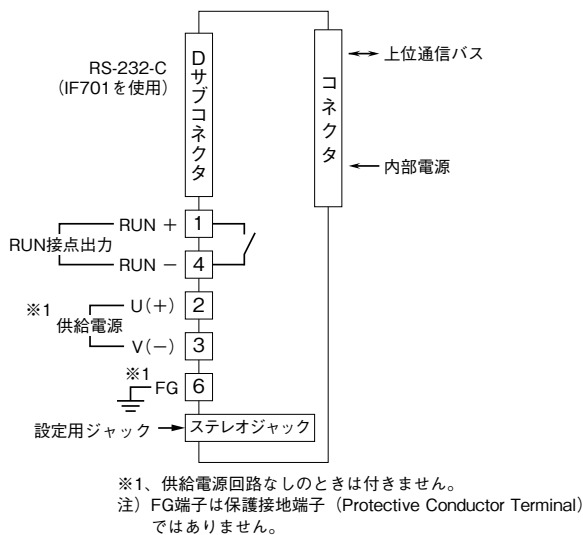 RS-232-C
(IF701を使用)
Dサブコネクタ
コネクタ
上位通信バス
内部電源
RUN接点出力
RUN +
1
RUN −
4
※1
供給電源
U(+)
2
V(−)
3
※1
FG
6
設定用ジャック
ステレオジャック
※1、供給電源回路なしのときは付きません。
注)FG端子は保護接地端子(Protective Conductor Terminal)
ではありません。